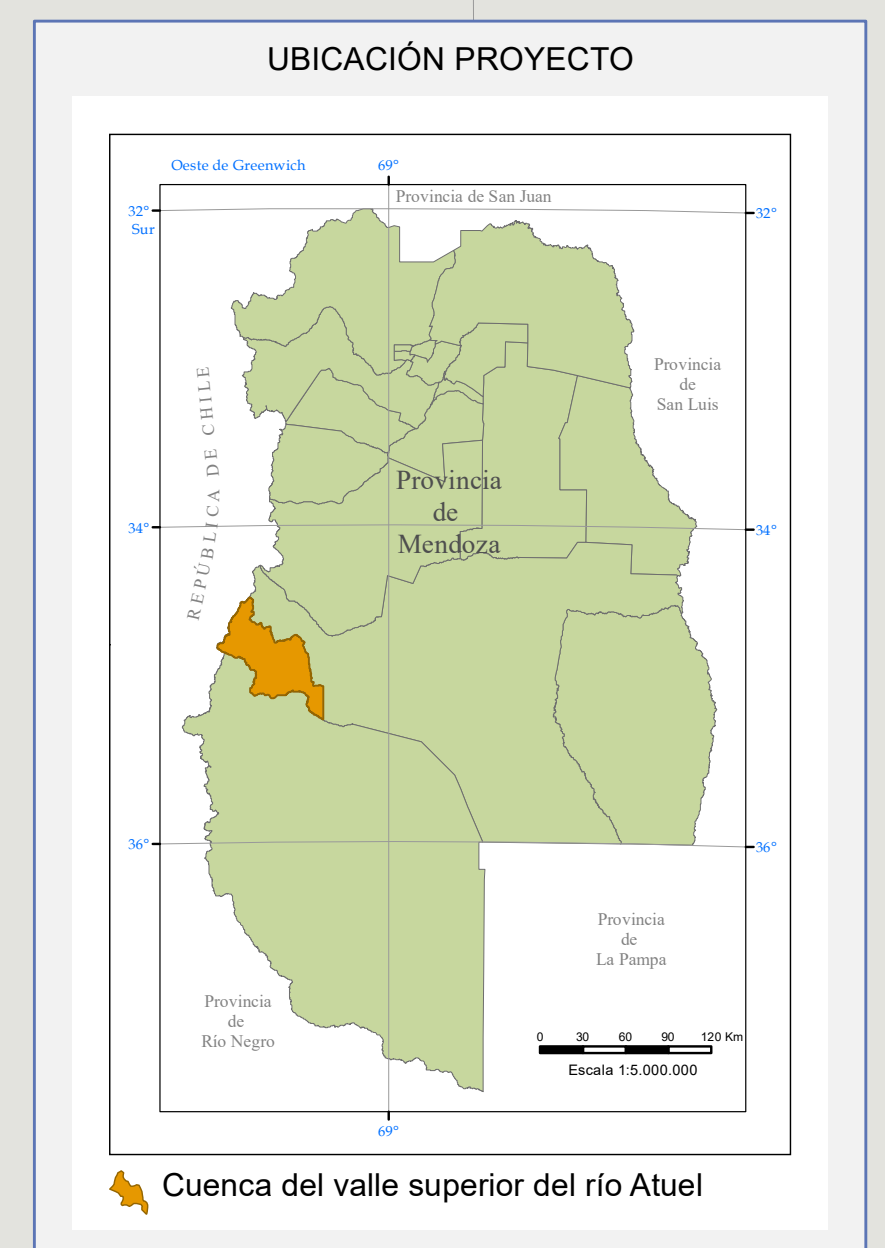 UBICACIÓN PROYECTO
Oeste de Greenwich
69°
Provincia de San Juan
32°
Sur
32°
Provincia
de
San Luis
REPÚBLICA DE CHILE
Provincia
de
Mendoza
34°
34°
36°
36°
Provincia
de
La Pampa
Provincia
de
Río Negro
0 30 60 90 120 Km
Escala 1:5.000.000
69°
Cuenca del valle superior del río Atuel